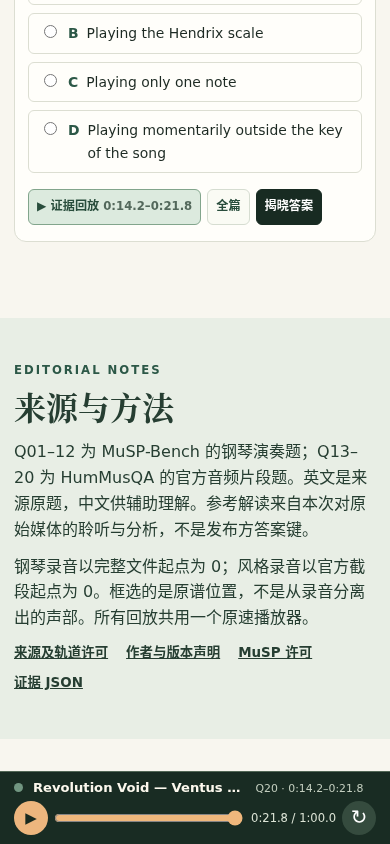 B Playing the Hendrix scale
C Playing only one note
D Playing momentarily outside the key
of the song
▶ 证据回放 0:14.2–0:21.8 全篇 揭晓答案
EDITORIAL NOTES
来源与方法
Q01–12 为 MuSP-Bench 的钢琴演奏题；Q13–
20 为 HumMusQA 的官方音频片段题。英文是来
源原题，中文供辅助理解。参考解读来自本次对原
始媒体的聆听与分析，不是发布方答案键。
钢琴录音以完整文件起点为 0；风格录音以官方截
段起点为 0。框选的是原谱位置，不是从录音分离
出的声部。所有回放共用一个原速播放器。
来源及轨道许可 作者与版本声明 MuSP 许可
证据 JSON
Revolution Void — Ventus … Q20 · 0:14.2–0:21.8
▶ 0:21.8 / 1:00.0 ↻